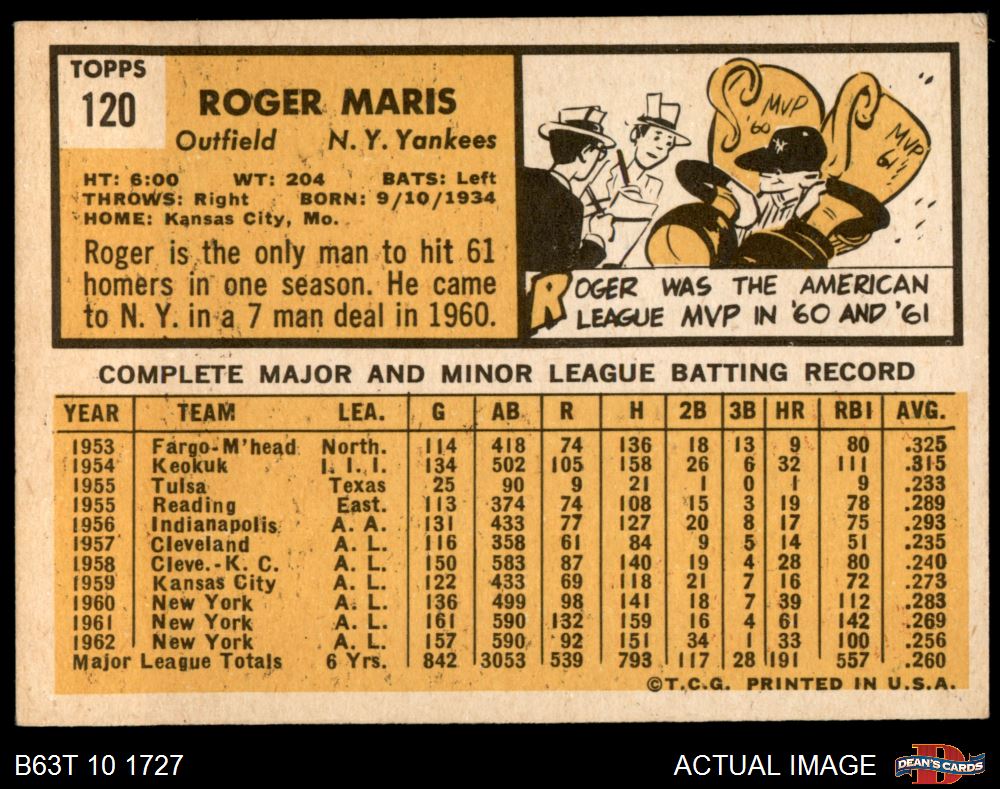 TOPPS
120
ROGER MARIS
Outfield N. Y. Yankees
HT: 6:00 WT: 204 BATS: Left
THROWS: Right BORN: 9/10/1934
HOME: Kansas City, Mo.
Roger is the only man to hit 61
homers in one season. He came
to N. Y. in a 7 man deal in 1960.
MVP
60
MVP
61
NY
ROGER WAS THE AMERICAN
LEAGUE MVP IN '60 AND '61
COMPLETE MAJOR AND MINOR LEAGUE BATTING RECORD
YEAR TEAM LEA. G AB R H 2B 3B HR RBI AVG.
1953 Fargo-M'head North. 114 418 74 136 18 13 9 80 .325
1954 Keokuk I. I. I. 134 502 105 158 26 6 32 111 .315
1955 Tulsa Texas 25 90 9 21 1 0 1 9 .233
1955 Reading East. 113 374 74 108 15 3 19 78 .289
1956 Indianapolis A. A. 131 433 77 127 20 8 17 75 .293
1957 Cleveland A. L. 116 358 61 84 9 5 14 51 .235
1958 Cleve.-K. C. A. L. 150 583 87 140 19 4 28 80 .240
1959 Kansas City A. L. 122 433 69 118 21 7 16 72 .273
1960 New York A. L. 136 499 98 141 18 7 39 112 .283
1961 New York A. L. 161 590 132 159 16 4 61 142 .269
1962 New York A. L. 157 590 92 151 34 1 33 100 .256
Major League Totals 6 Yrs. 842 3053 539 793 117 28 191 557 .260
©T.C.G. PRINTED IN U.S.A.
B63T 10 1727
ACTUAL IMAGE
D
DEAN'S CARDS